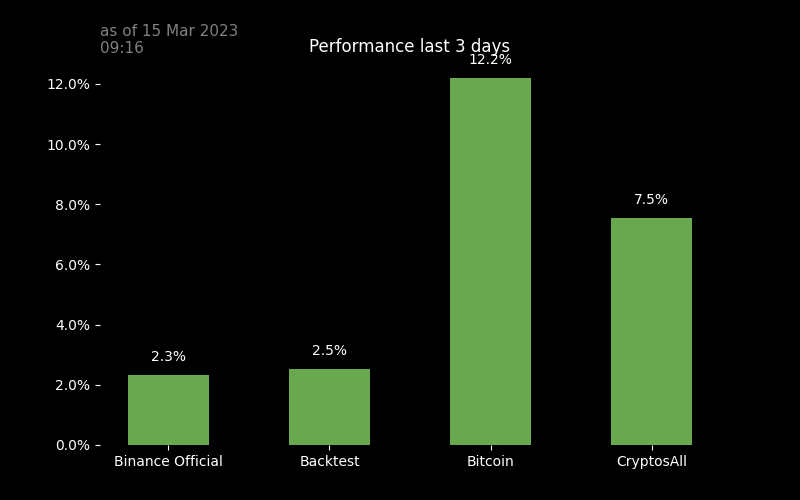 as of 15 Mar 2023
09:16
Performance last 3 days
12.2%
12.0%
10.0%
8.0%
7.5%
6.0%
4.0%
2.3%
2.5%
2.0%
0.0%
Binance Official
Backtest
Bitcoin
CryptosAll